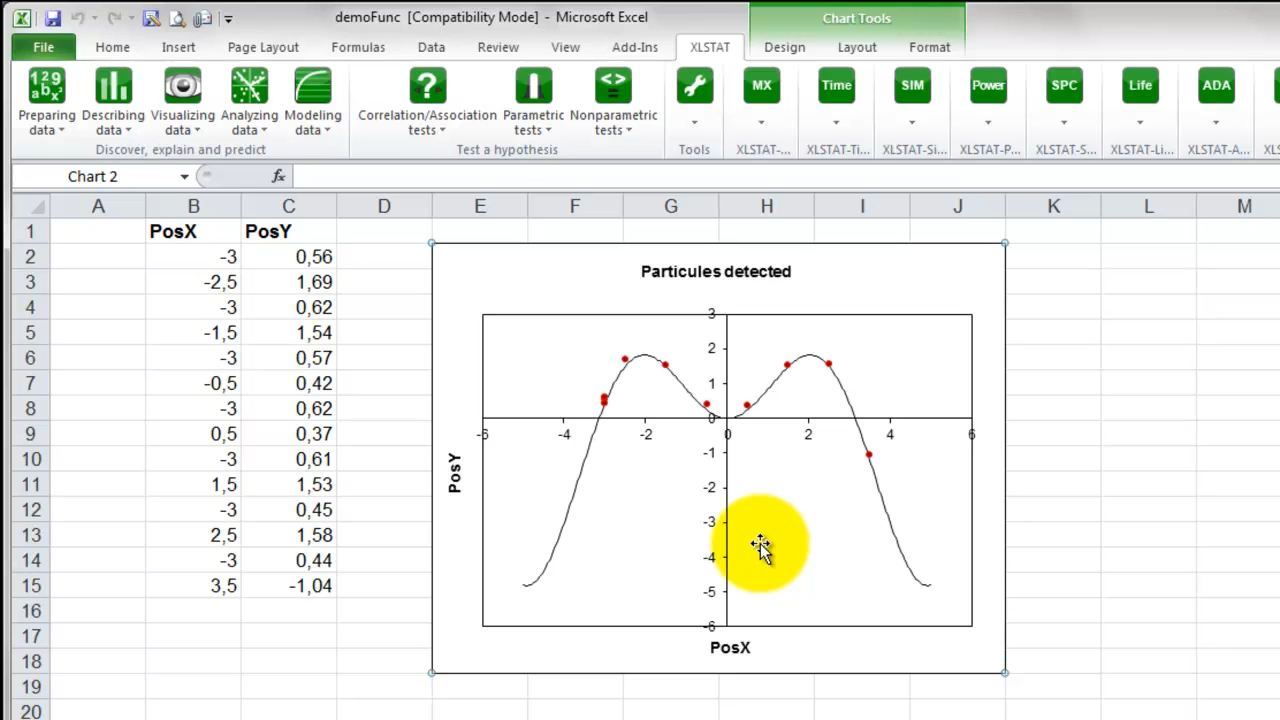 demoFunc [Compatibility Mode] - Microsoft Excel
Chart Tools
File Home Insert Page Layout Formulas Data Review View Add-Ins XLSTAT Design Layout Format
MX Time SIM Power SPC Life ADA
Preparing data Describing data Visualizing data Analyzing data Modeling data Correlation/Association tests Parametric tests Nonparametric tests
Discover, explain and predict Test a hypothesis Tools XLSTAT-... XLSTAT-Ti... XLSTAT-Si... XLSTAT-P... XLSTAT-S... XLSTAT-Li... XLSTAT-A...
Chart 2 fx
A B C D E F G H I J K L M
1 PosX PosY
2 -3 0,56
3 -2,5 1,69
4 -3 0,62
5 -1,5 1,54
6 -3 0,57
7 -0,5 0,42
8 -3 0,62
9 0,5 0,37
10 -3 0,61
11 1,5 1,53
12 -3 0,45
13 2,5 1,58
14 -3 0,44
15 3,5 -1,04
16
17
18
19
20
Particules detected
3
2
1
0
-6 -4 -2 0 2 4 6
-1
-2
-3
-4
-5
-6
PosY
PosX